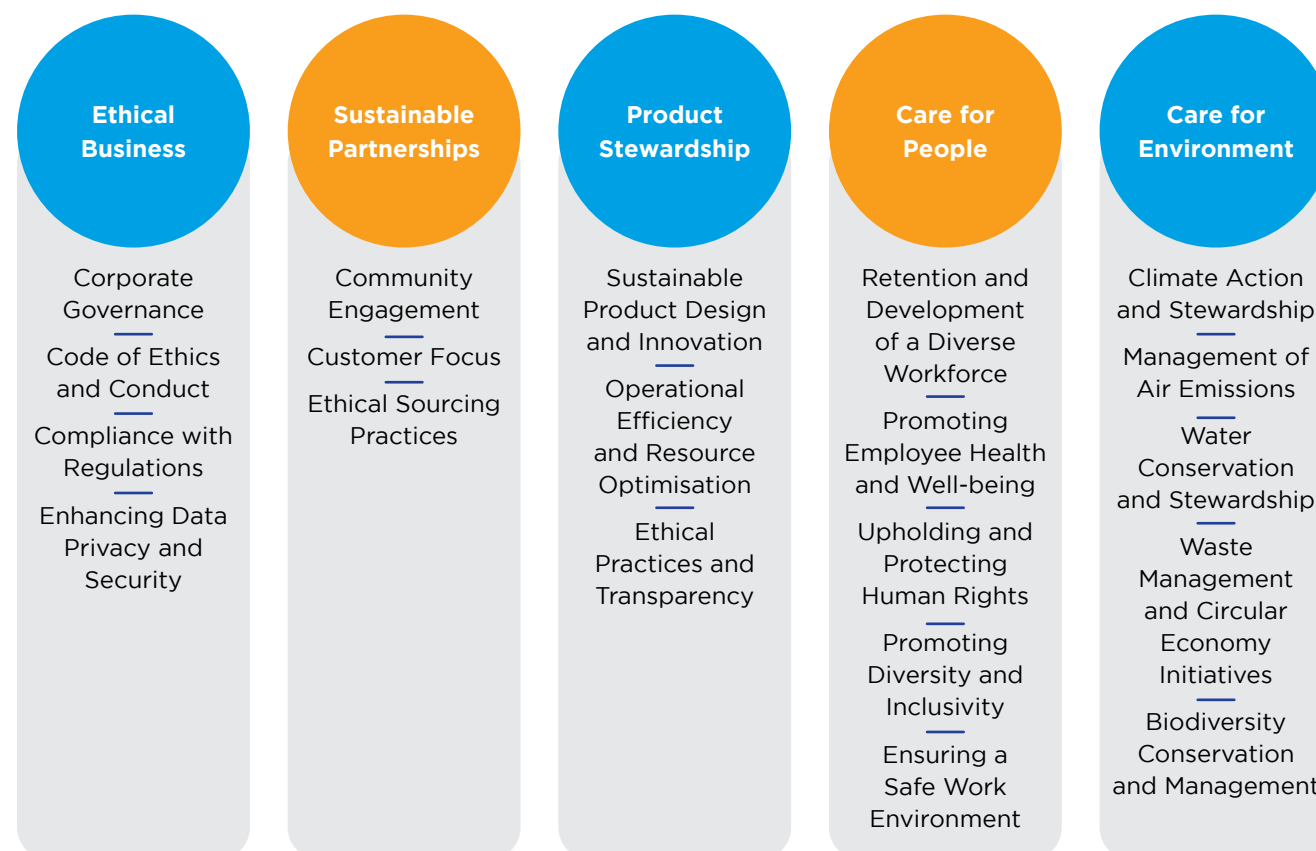 Ethical
Business
Corporate
Governance
Code of Ethics
and Conduct
Compliance with
Regulations
Enhancing Data
Privacy and
Security
Sustainable
Partnerships
Community
Engagement
Customer Focus
Ethical Sourcing
Practices
Product
Stewardship
Sustainable
Product Design
and Innovation
Operational
Efficiency
and Resource
Optimisation
Ethical
Practices and
Transparency
Care for
People
Retention and
Development
of a Diverse
Workforce
Promoting
Employee Health
and Well-being
Upholding and
Protecting
Human Rights
Promoting
Diversity and
Inclusivity
Ensuring a
Safe Work
Environment
Care for
Environment
Climate Action
and Stewardship
Management of
Air Emissions
Water
Conservation
and Stewardship
Waste
Management
and Circular
Economy
Initiatives
Biodiversity
Conservation
and Management